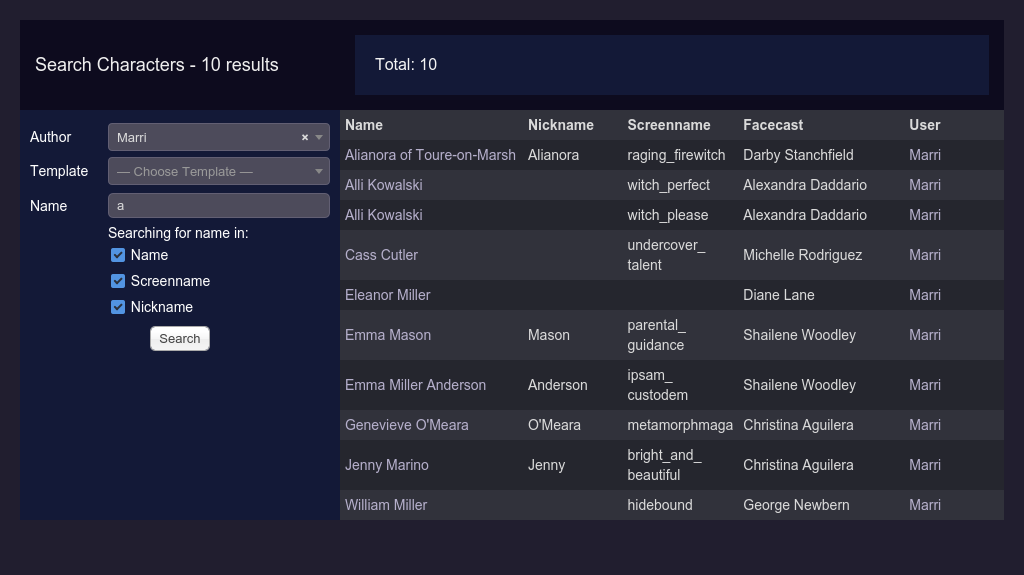 Search Characters - 10 results
Total: 10
Author
Marri ×
Template
— Choose Template —
Name
a
Searching for name in:
Name
Screenname
Nickname
Search
Name Nickname Screenname Facecast User
Alianora of Toure-on-Marsh Alianora raging_firewitch Darby Stanchfield Marri
Alli Kowalski witch_perfect Alexandra Daddario Marri
Alli Kowalski witch_please Alexandra Daddario Marri
Cass Cutler undercover_ Michelle Rodriguez Marri
talent
Eleanor Miller Diane Lane Marri
Emma Mason Mason parental_ Shailene Woodley Marri
guidance
Emma Miller Anderson Anderson ipsam_ Shailene Woodley Marri
custodem
Genevieve O'Meara O'Meara metamorphmaga Christina Aguilera Marri
Jenny Marino Jenny bright_and_ Christina Aguilera Marri
beautiful
William Miller hidebound George Newbern Marri